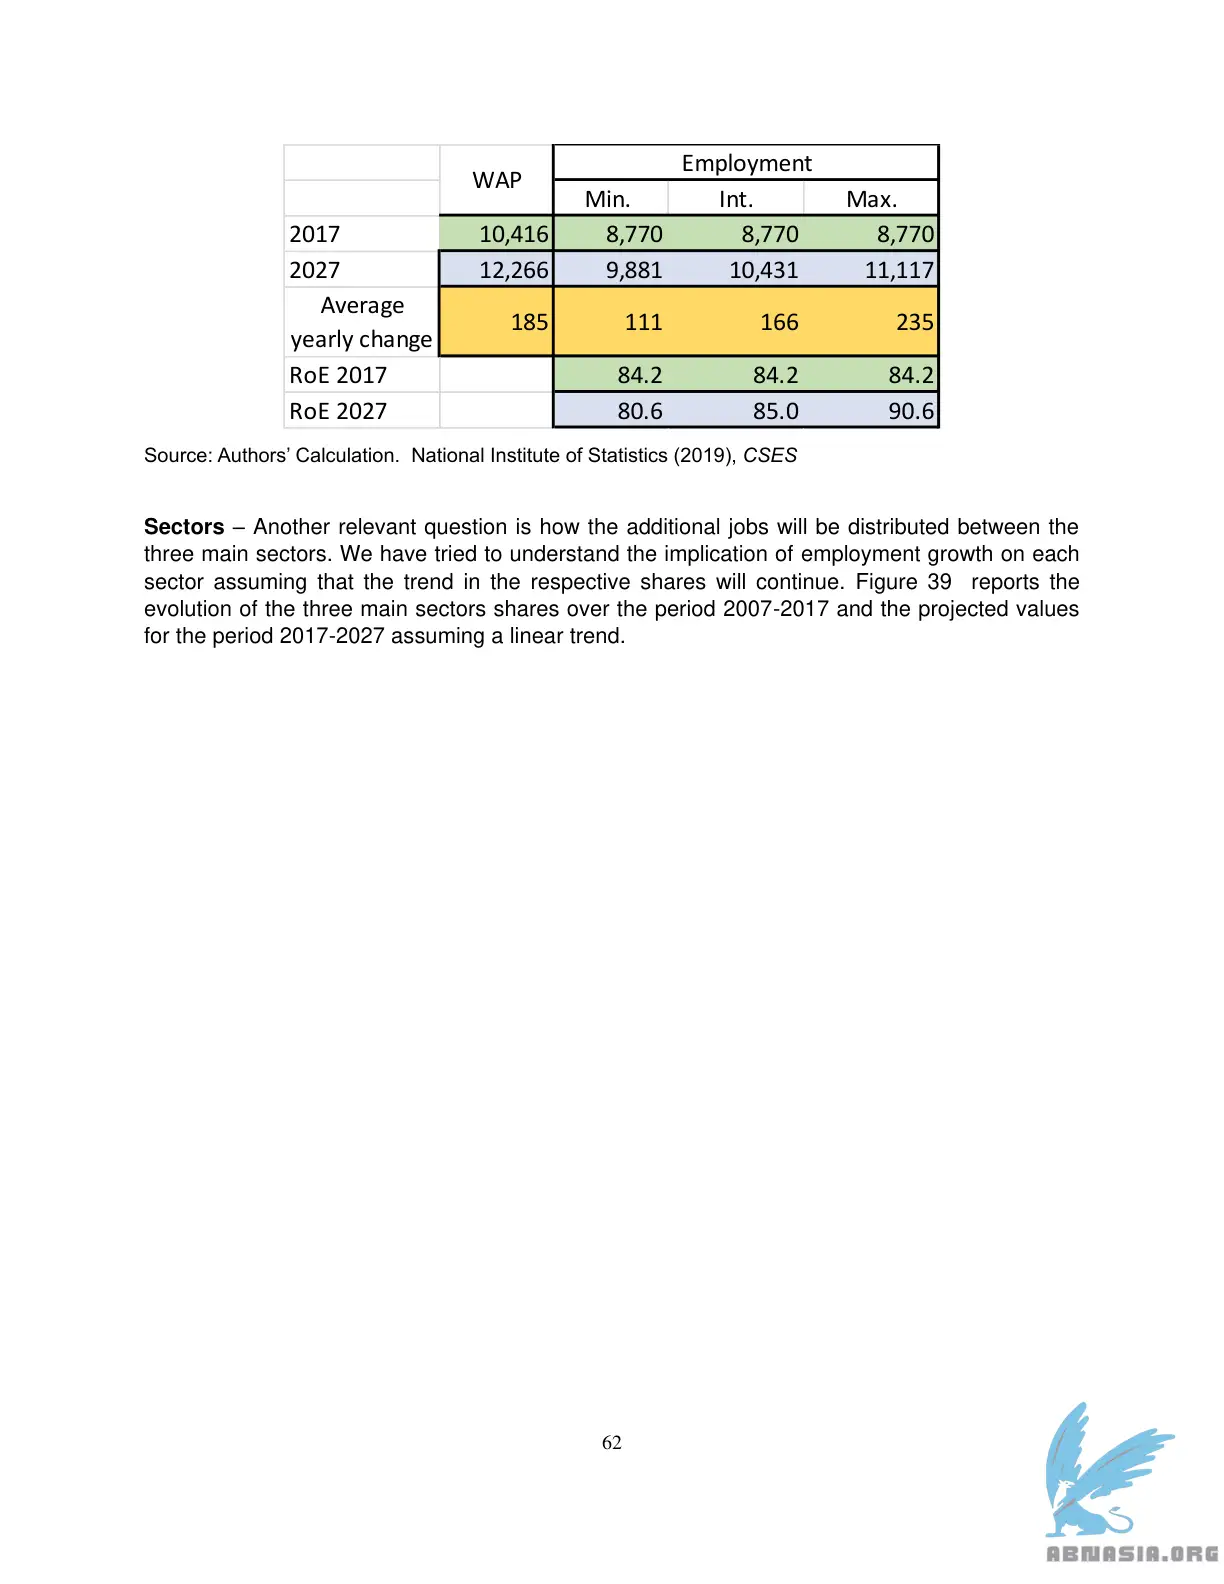 WAP Employment
Min. Int. Max.
2017 10,416 8,770 8,770 8,770
2027 12,266 9,881 10,431 11,117
Average
yearly change 185 111 166 235
RoE 2017 84.2 84.2 84.2
RoE 2027 80.6 85.0 90.6
Source: Authors’ Calculation. National Institute of Statistics (2019), CSES
Sectors – Another relevant question is how the additional jobs will be distributed between the
three main sectors. We have tried to understand the implication of employment growth on each
sector assuming that the trend in the respective shares will continue. Figure 39 reports the
evolution of the three main sectors shares over the period 2007-2017 and the projected values
for the period 2017-2027 assuming a linear trend.
62
ABNASIA.ORG